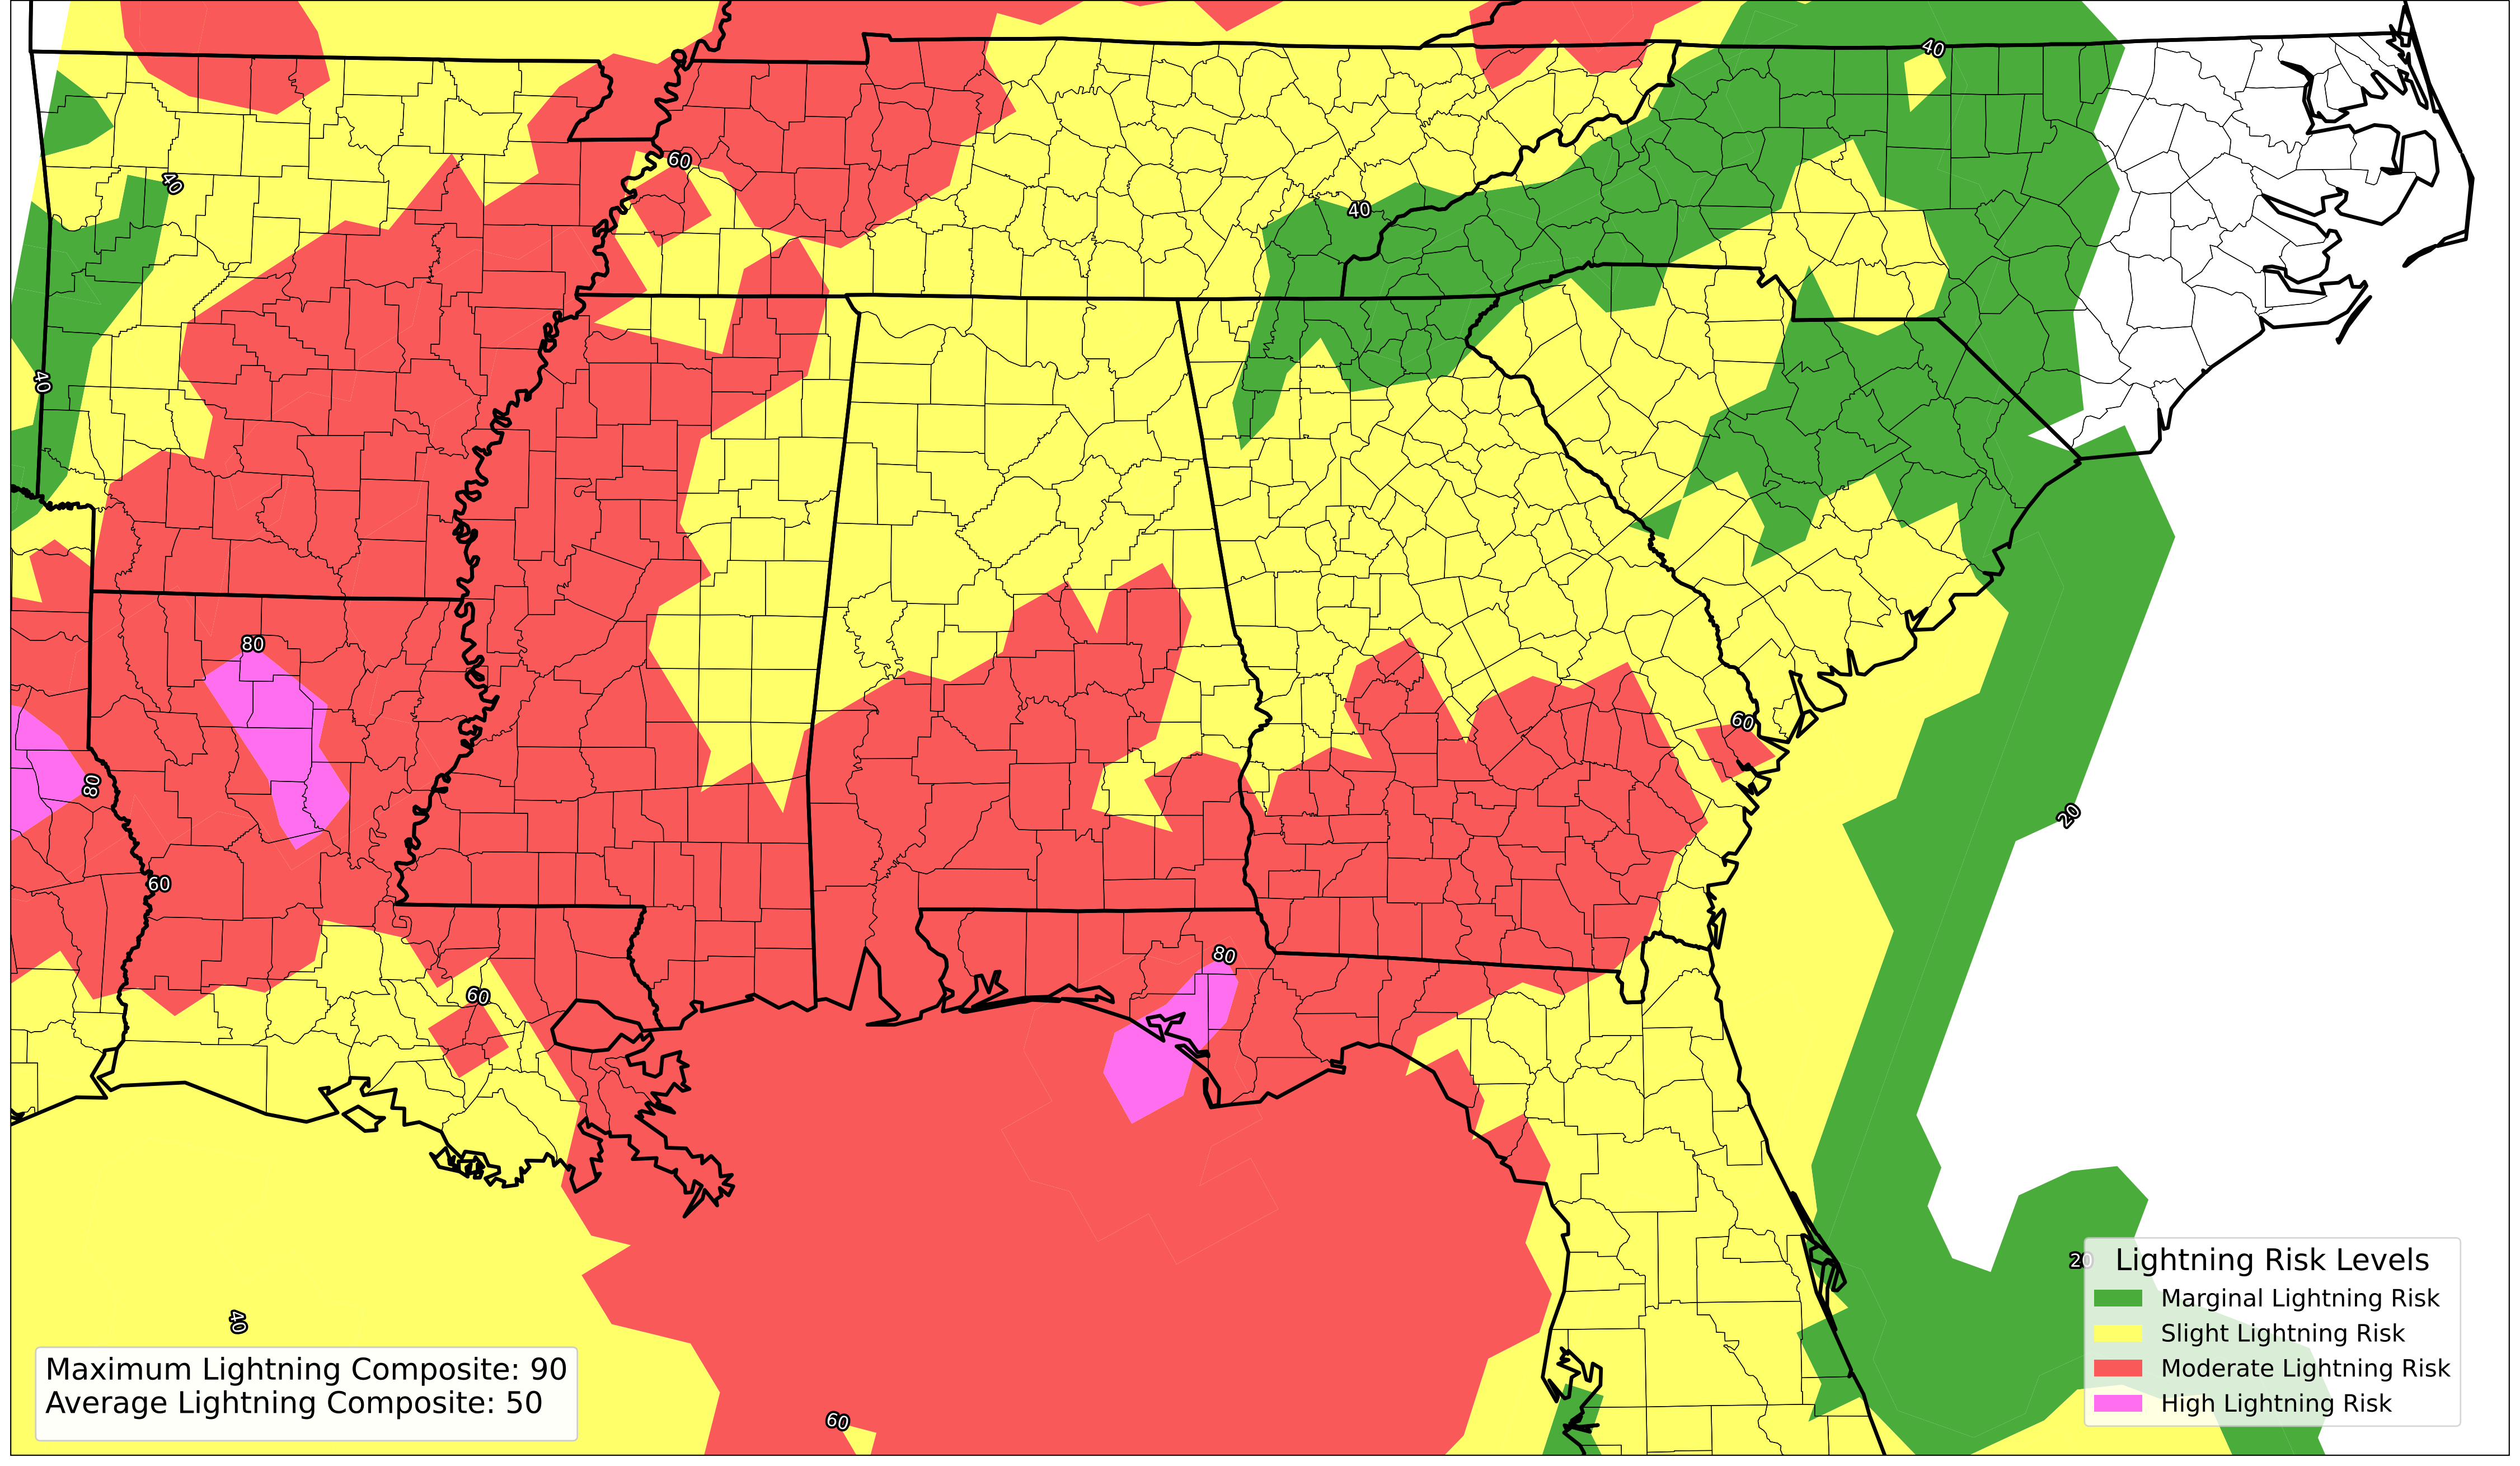 40
60
40
40
40
80
60
80
20
60
80
60
20
40
60
Lightning Risk Levels
Marginal Lightning Risk
Slight Lightning Risk
Moderate Lightning Risk
High Lightning Risk
Maximum Lightning Composite: 90
Average Lightning Composite: 50